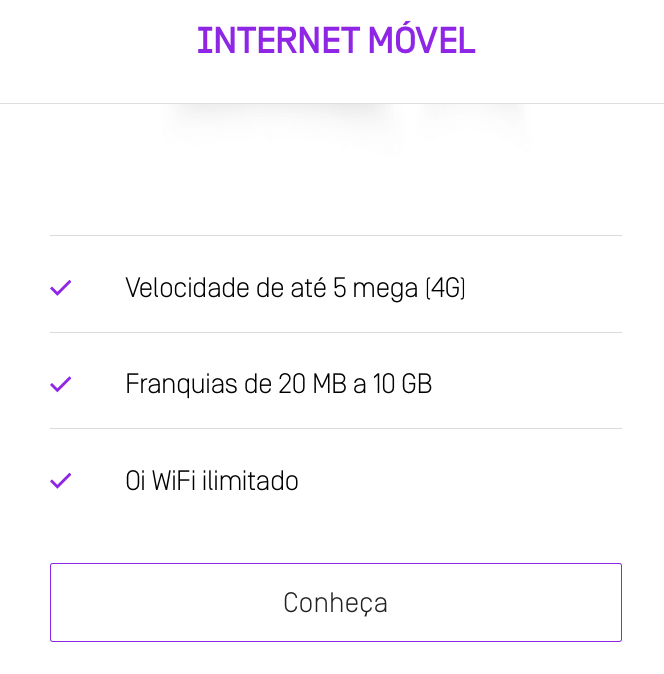 INTERNET MÓVEL
Velocidade de até 5 mega (4G)
Franquias de 20 MB a 10 GB
Oi WiFi ilimitado
Conheça